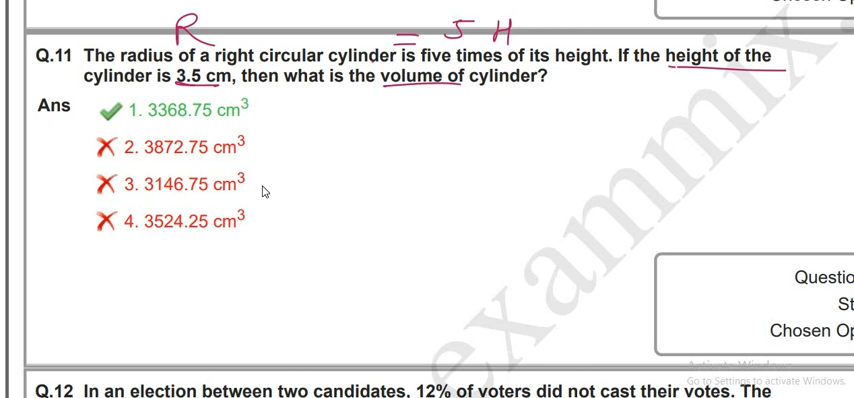 R = 5 H
Q.11 The radius of a right circular cylinder is five times of its height. If the height of the
cylinder is 3.5 cm, then what is the volume of cylinder?
Ans 1. 3368.75 cm³
2. 3872.75 cm³
3. 3146.75 cm³
4. 3524.25 cm³
exammix.
Questio
St
Chosen Op
Go to Settings to activate Windows.
Q.12 In an election between two candidates, 12% of voters did not cast their votes. The